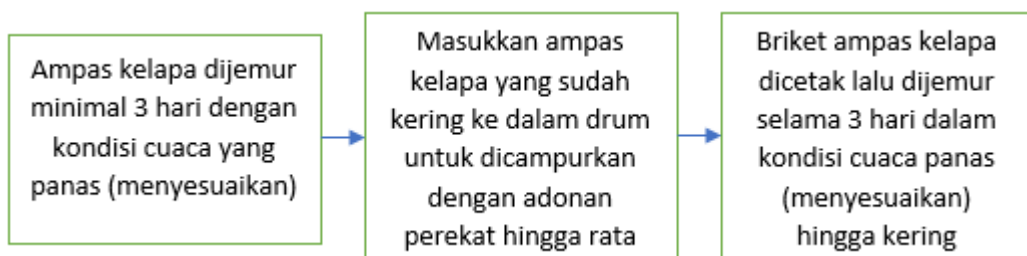 Ampas kelapa dijemur
minimal 3 hari dengan
kondisi cuaca yang
panas (menyesuaikan)
Masukkan ampas
kelapa yang sudah
kering ke dalam drum
untuk dicampurkan
dengan adonan
perekat hingga rata
Briket ampas kelapa
dicetak lalu dijemur
selama 3 hari dalam
kondisi cuaca panas
(menyesuaikan)
hingga kering